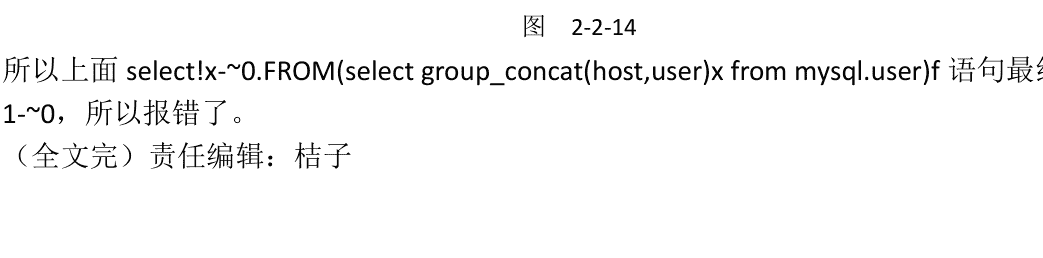 图 2-2-14
所以上面 select!x-~0.FROM(select group_concat(host,user)x from mysql.user)f 语句最
1-~0，所以报错了。
（全文完）责任编辑：桔子